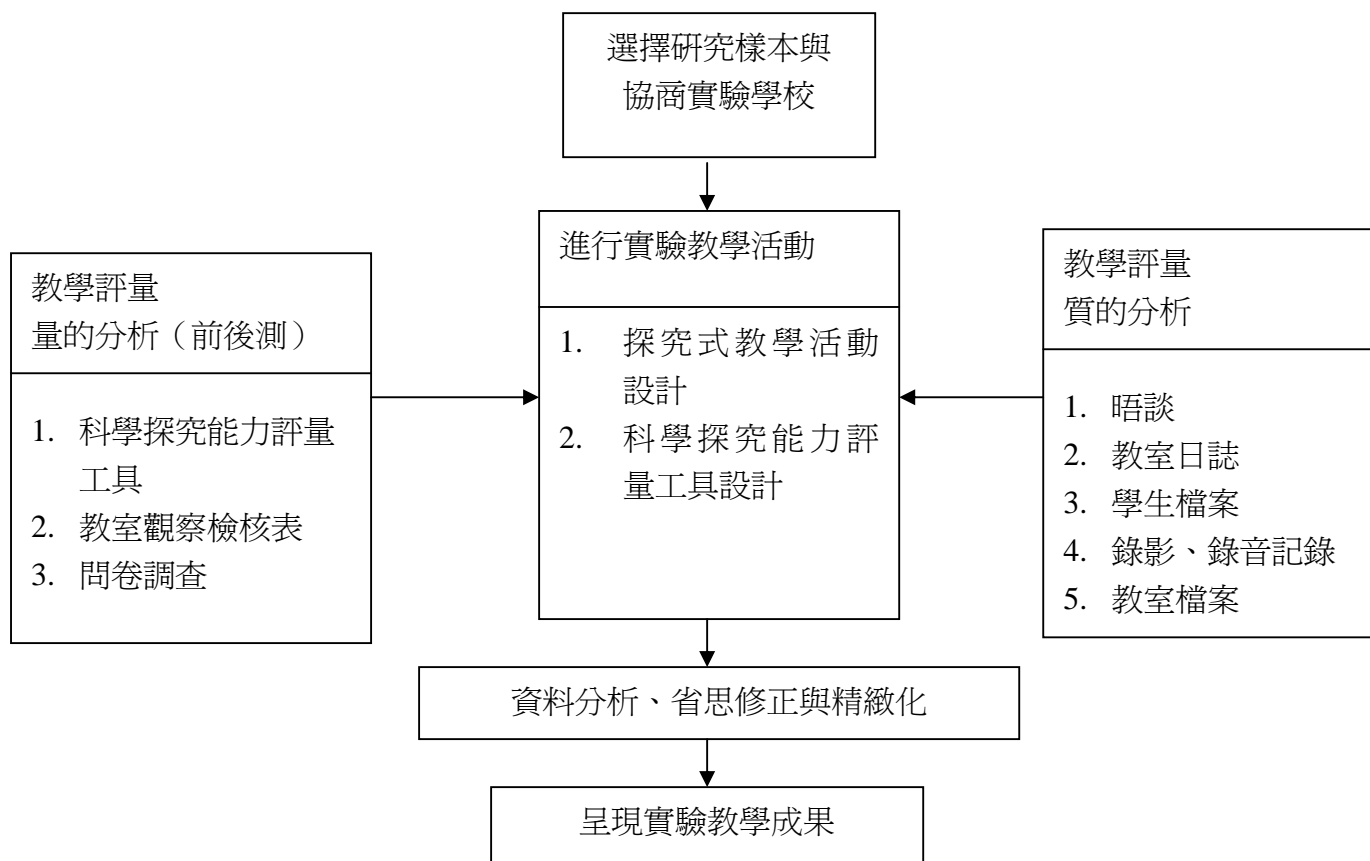 選擇研究樣本與
協商實驗學校
進行實驗教學活動
1. 探究式教學活動
設計
2. 科學探究能力評
量工具設計
教學評量
量的分析（前後測）
1. 科學探究能力評量
工具
2. 教室觀察檢核表
3. 問卷調查
教學評量
質的分析
1. 晤談
2. 教室日誌
3. 學生檔案
4. 錄影、錄音記錄
5. 教室檔案
資料分析、省思修正與精緻化
呈現實驗教學成果